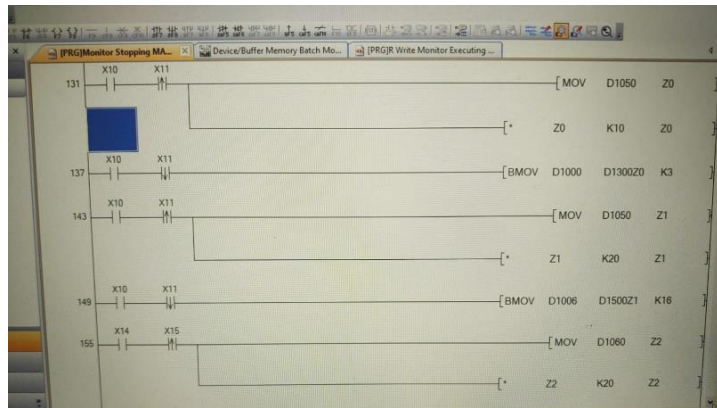 [PRG]Monitor Stopping MA... Device/Buffer Memory Batch Mo... [PRG]R Write Monitor Executing ...
X10 X11
131 [MOV D1050 Z0 ]
[* Z0 K10 Z0 ]
X10 X11
137 [BMOV D1000 D1300Z0 K3 ]
X10 X11
143 [MOV D1050 Z1 ]
[* Z1 K20 Z1 ]
X10 X11
149 [BMOV D1006 D1500Z1 K16 ]
X14 X15
155 [MOV D1060 Z2 ]
[* Z2 K20 Z2 ]